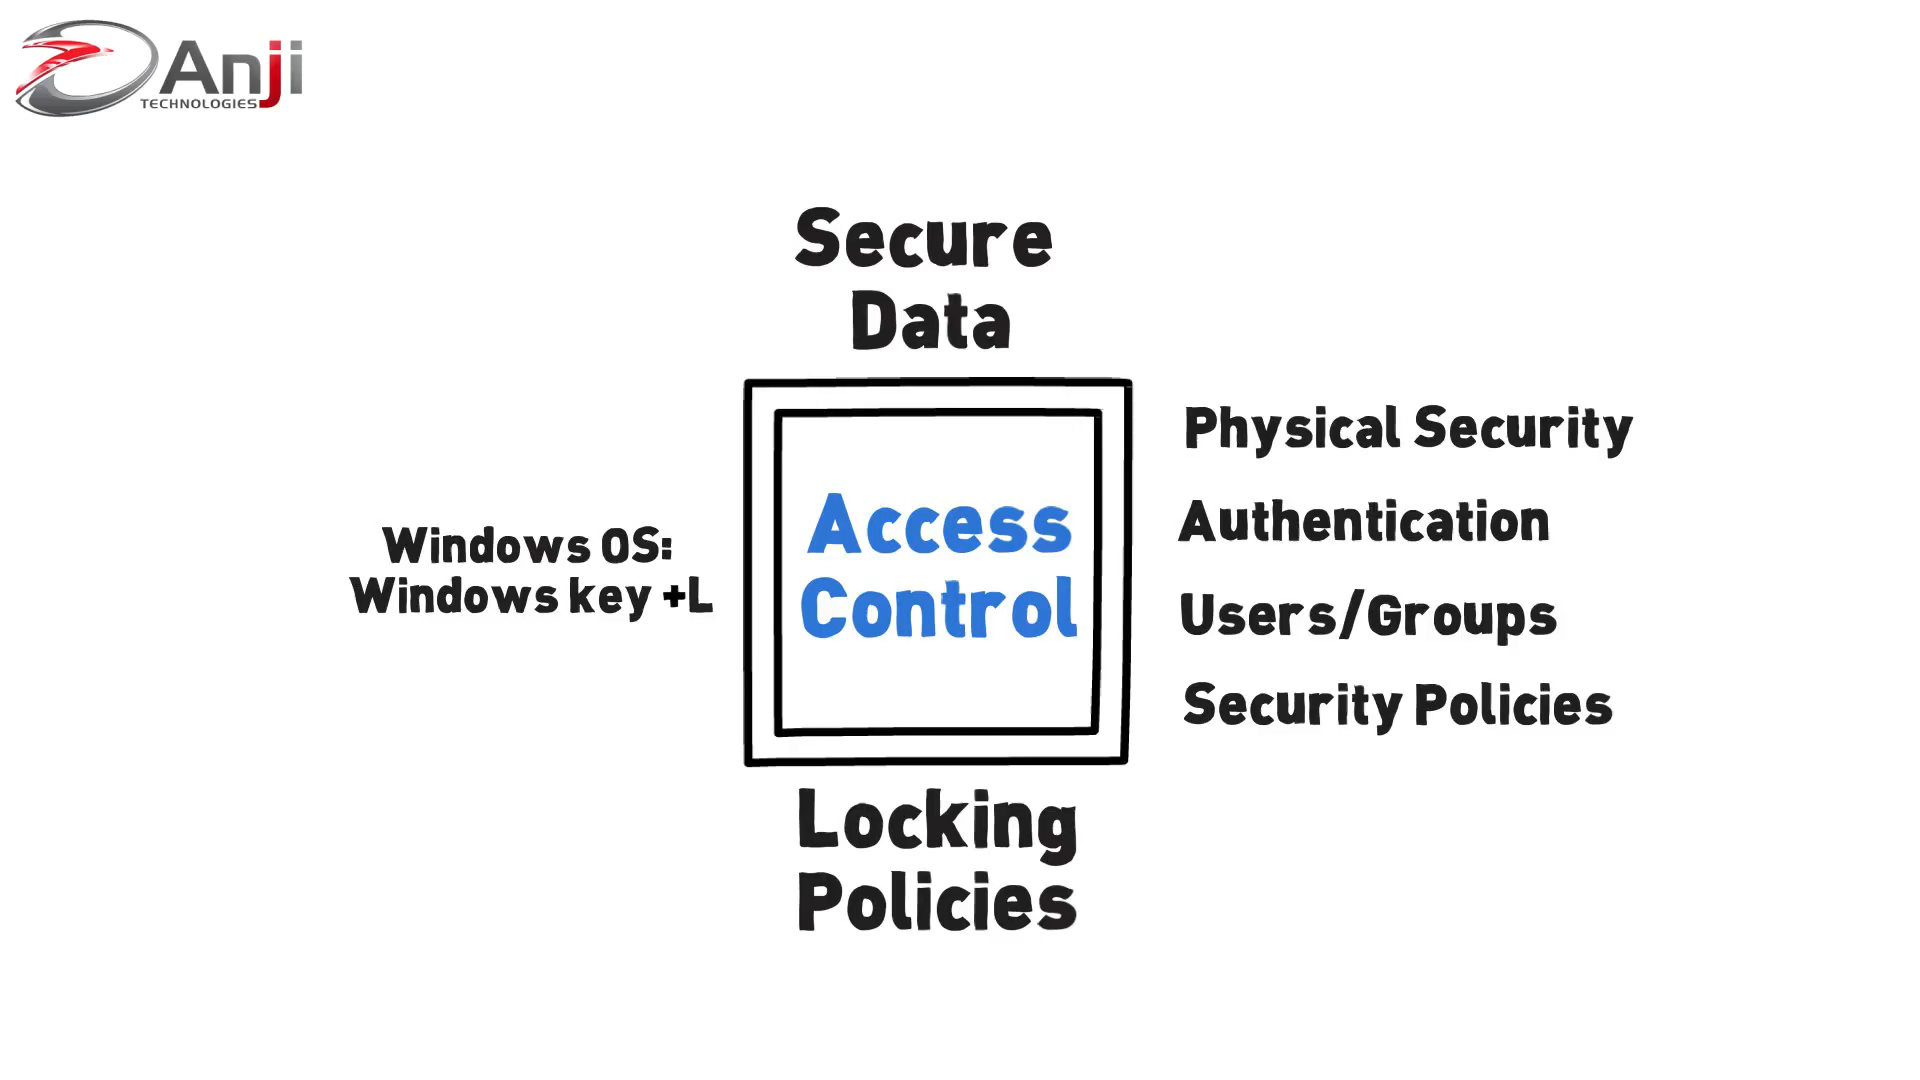 Anji
TECHNOLOGIES
Secure
Data
Physical Security
Authentication
Users/Groups
Security Policies
Windows OS:
Windows key +L
Access
Control
Locking
Policies